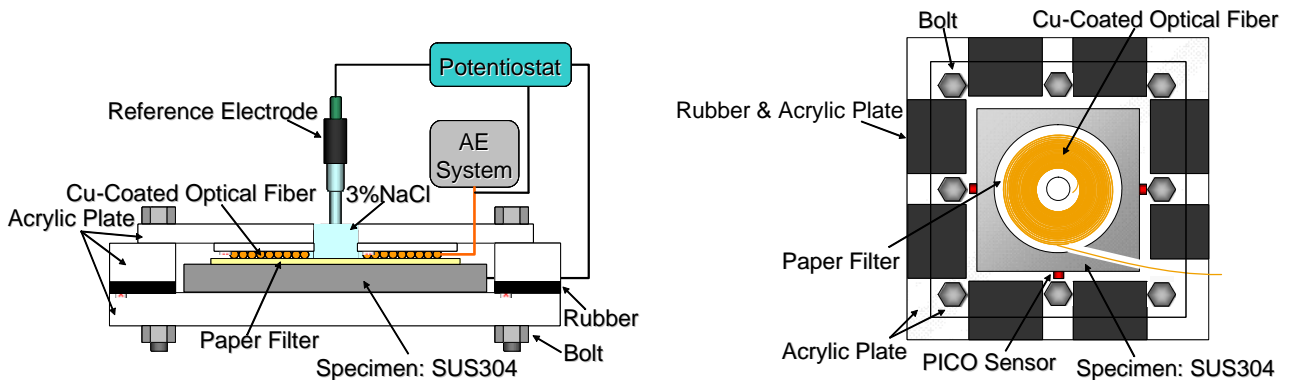 Potentiostat
Reference Electrode
AE
System
Cu-Coated Optical Fiber
3%NaCl
Acrylic Plate
Rubber
Paper Filter
Bolt
Specimen: SUS304
Cu-Coated Optical Fiber
Bolt
Rubber & Acrylic Plate
Paper Filter
Acrylic Plate
PICO Sensor
Specimen: SUS304